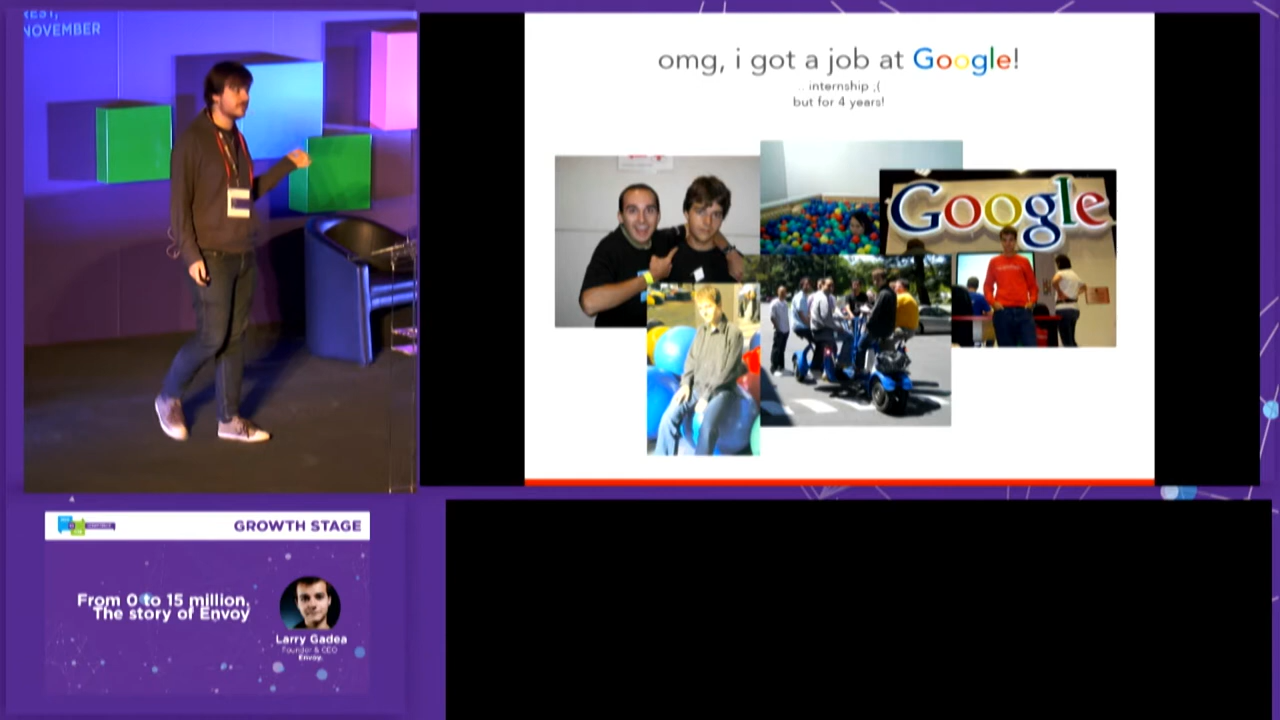 NOVEMBER
omg, i got a job at Google!
.. internship ;(
but for 4 years!
Google
GROWTH STAGE
From 0 to 15 million.
The story of Envoy
Larry Gadea
Founder & CEO
Envoy.